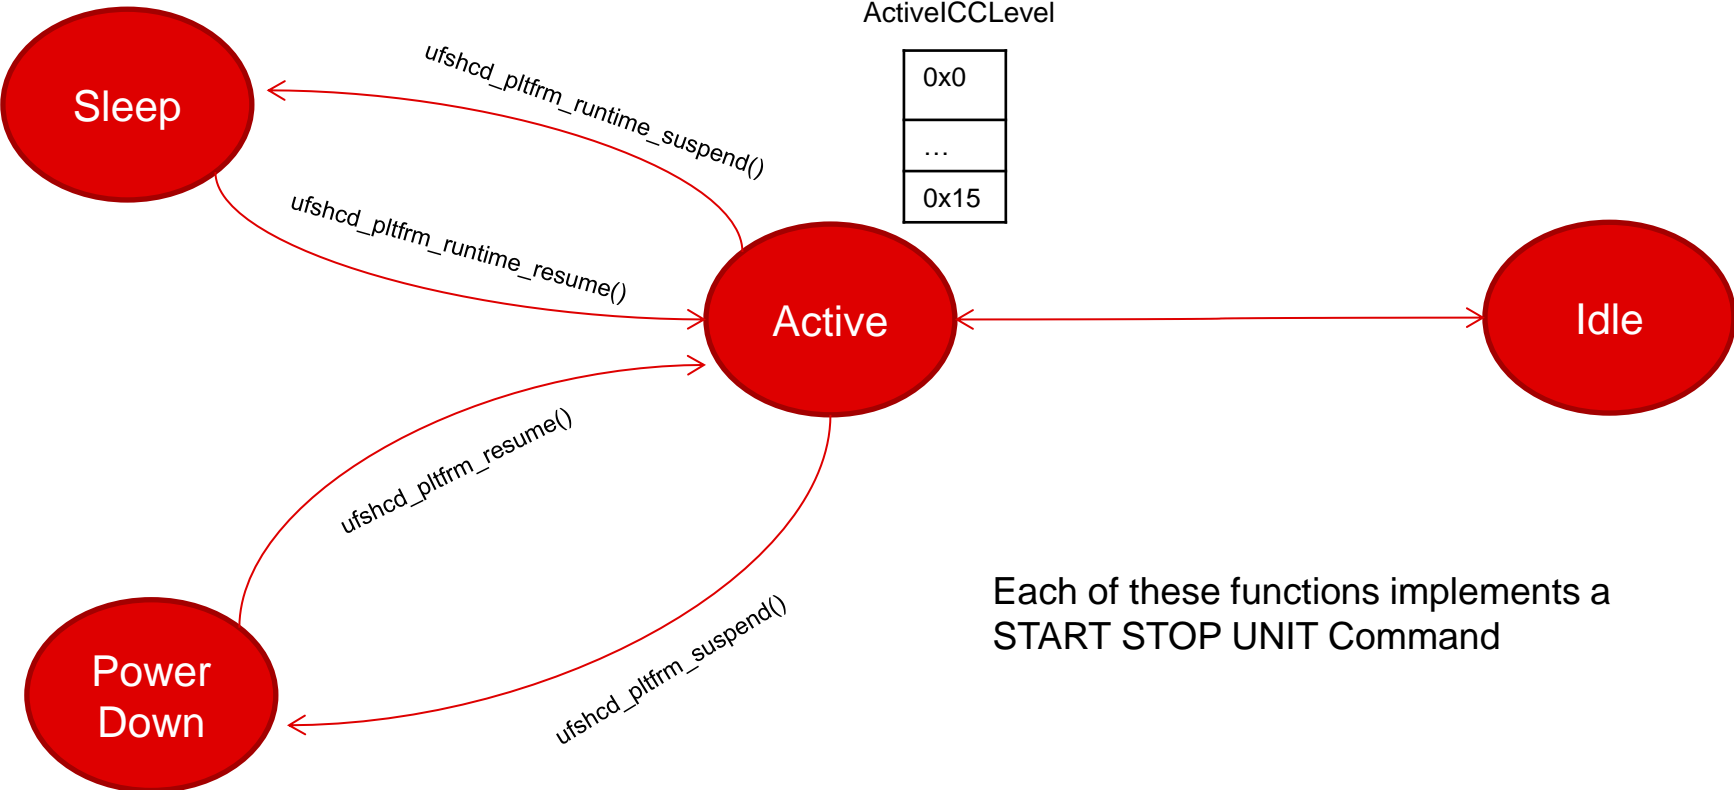 ActiveICCLevel
0x0
…
0x15
Sleep
ufshcd_pltfrm_runtime_suspend()
ufshcd_pltfrm_runtime_resume()
Active
Idle
ufshcd_pltfrm_resume()
ufshcd_pltfrm_suspend()
Power
Down
Each of these functions implements a
START STOP UNIT Command